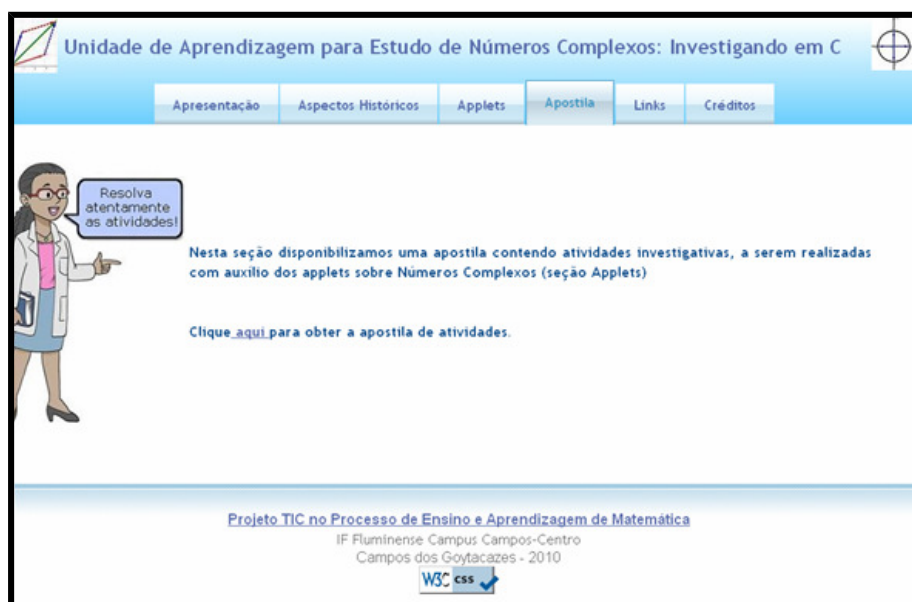 Unidade de Aprendizagem para Estudo de Números Complexos: Investigando em C
Apresentação Aspectos Históricos Applets Apostila Links Créditos
Resolva
atentamente
as atividades!
Nesta seção disponibilizamos uma apostila contendo atividades investigativas, a serem realizadas
com auxílio dos applets sobre Números Complexos (seção Applets)
Clique aqui para obter a apostila de atividades.
Projeto TIC no Processo de Ensino e Aprendizagem de Matemática
IF Fluminense Campus Campos-Centro
Campos dos Goytacazes - 2010
W3C css